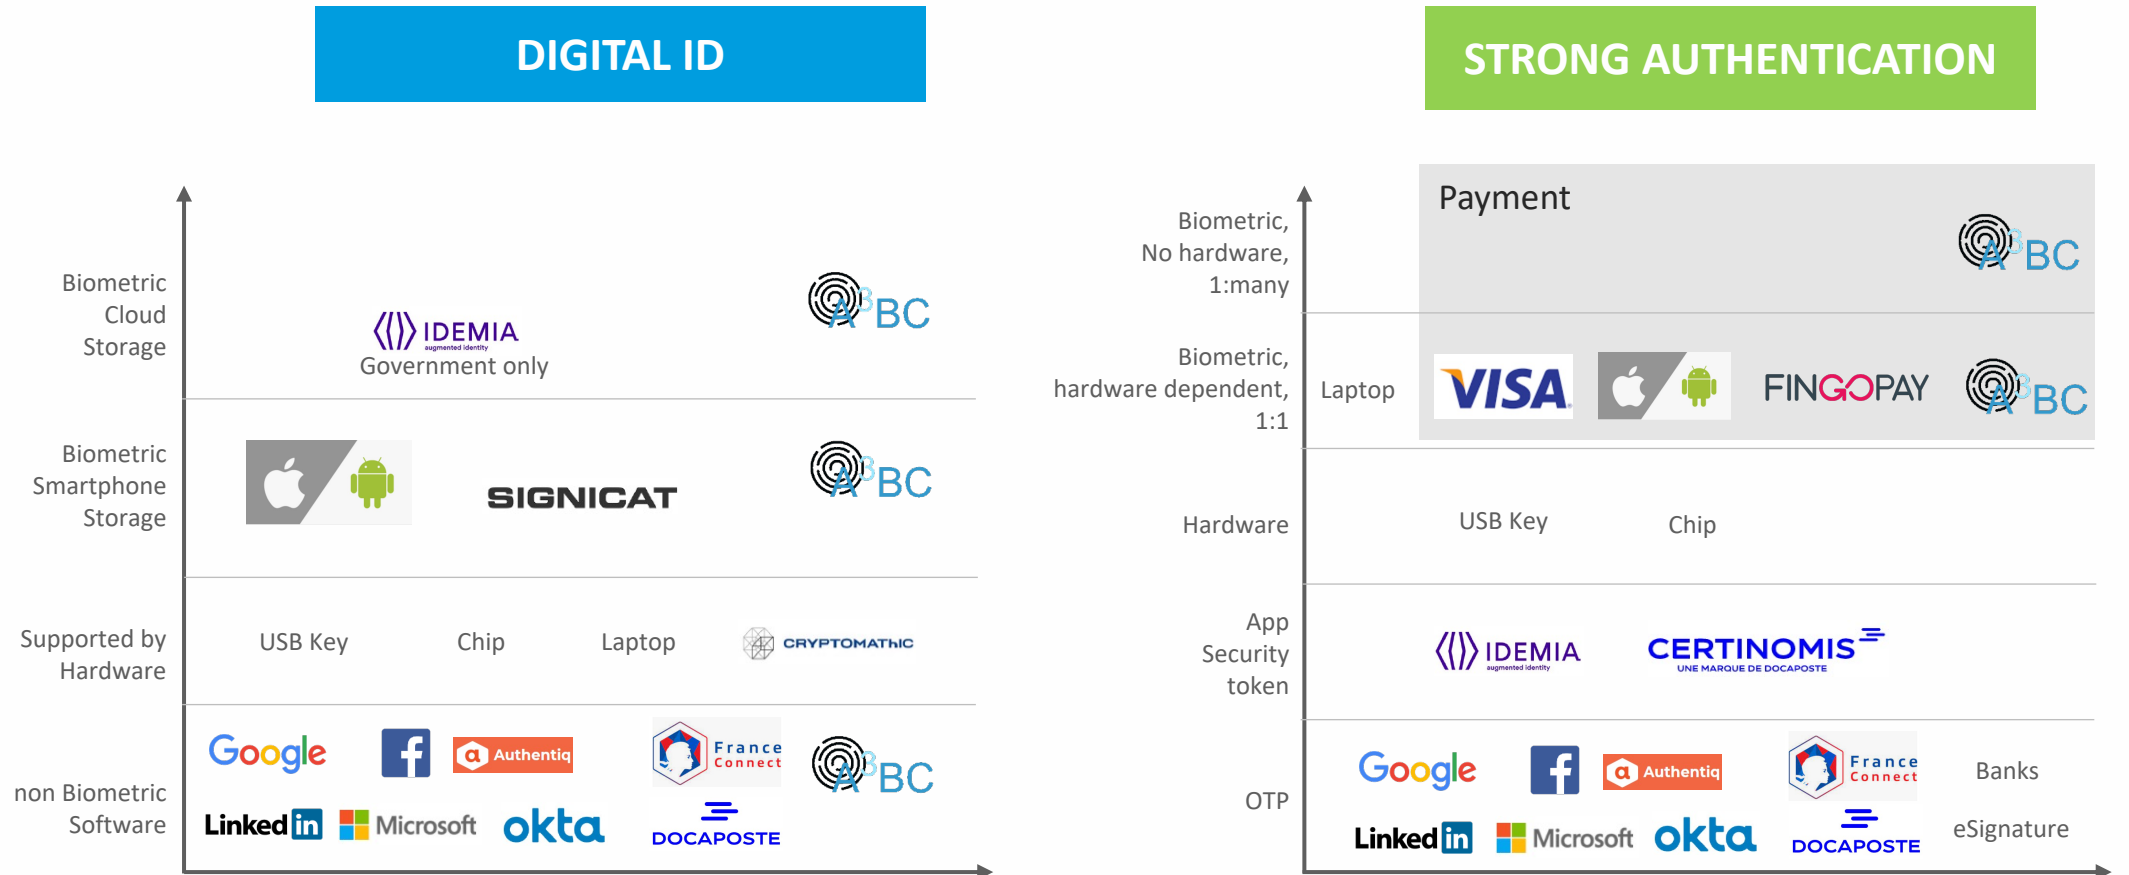 DIGITAL ID
Biometric
Cloud
Storage
IDEMIA
augmented identity
Government only
A3BC
Biometric
Smartphone
Storage
SIGNICAT
A3BC
Supported by
Hardware
USB Key
Chip
Laptop
CRYPTOMATHIC
non Biometric
Software
Google
f
a Authentiq
France
Connect
A3BC
Linked in
Microsoft
okta
DOCAPOSTE
STRONG AUTHENTICATION
Payment
Biometric,
No hardware,
1:many
A3BC
Biometric,
hardware dependent,
1:1
Laptop
VISA
FINGOPAY
A3BC
Hardware
USB Key
Chip
App
Security
token
IDEMIA
augmented identity
CERTINOMIS
UNE MARQUE DE DOCAPOSTE
OTP
Google
f
a Authentiq
France
Connect
Banks
Linked in
Microsoft
okta
DOCAPOSTE
eSignature